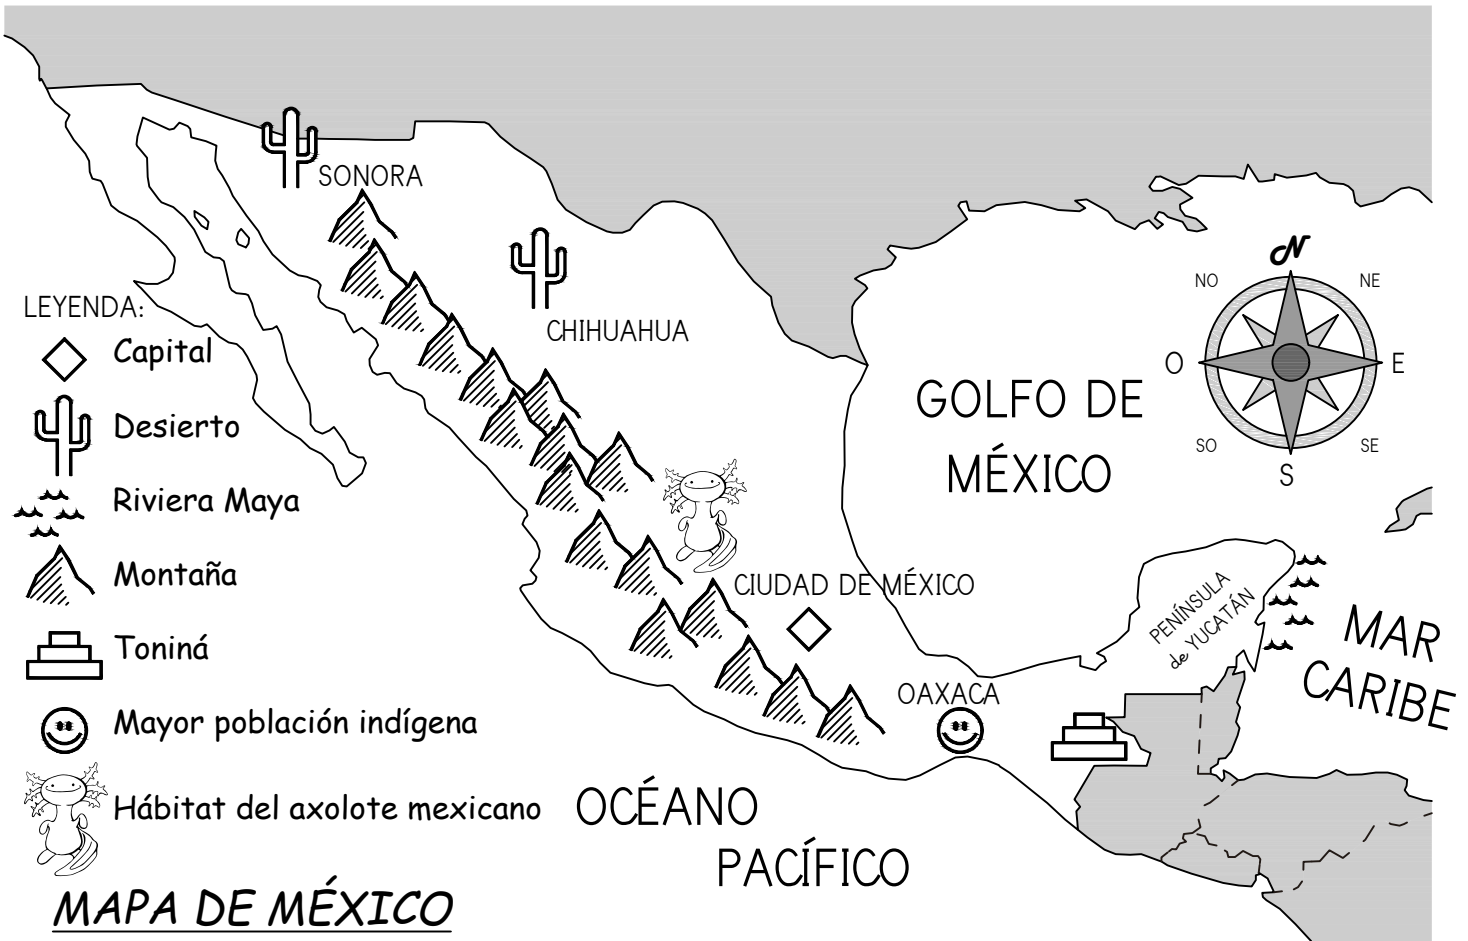 SONORA
CHIHUAHUA
LEYENDA:
Capital
Desierto
Riviera Maya
Montaña
Toniná
Mayor población indígena
Hábitat del axolote mexicano
MAPA DE MÉXICO
CIUDAD DE MÉXICO
OAXACA
OCÉANO
PACÍFICO
GOLFO DE
MÉXICO
N
NO
NE
O
E
SO
SE
S
PENÍNSULA
de YUCATÁN
MAR
CARIBE